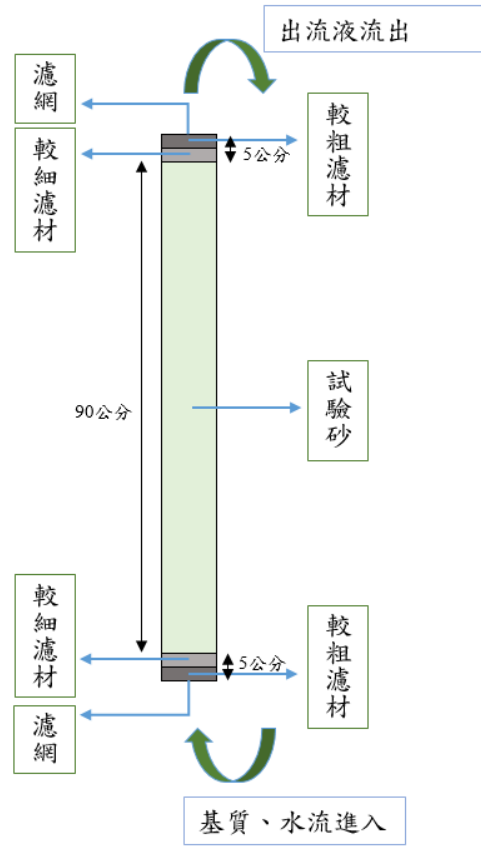 出流液流出
濾網
較粗濾材
較細濾材
5公分
90公分
試驗砂
較細濾材
較粗濾材
5公分
濾網
基質、水流進入